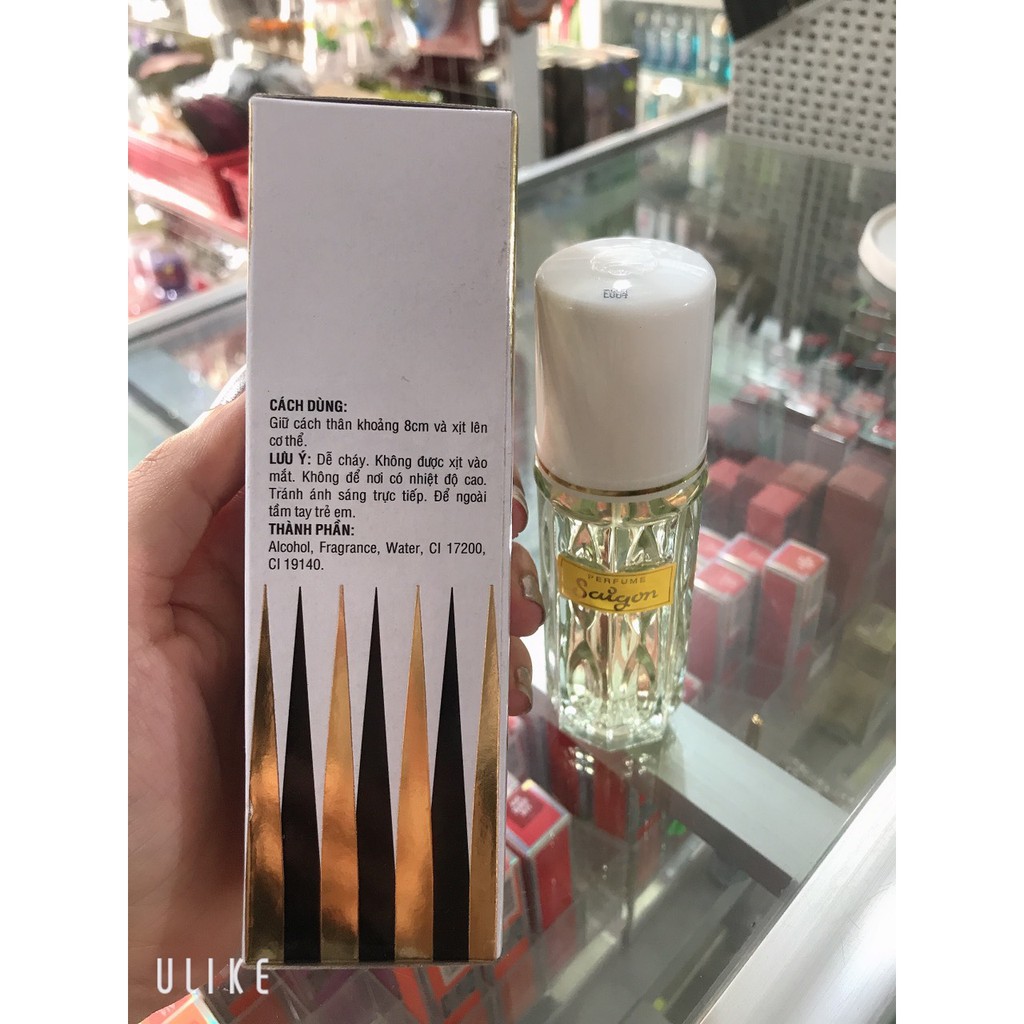 CÁCH DÙNG:
Giữ cách thân khoảng 8cm và xịt lên
cơ thể.
LƯU Ý: Dễ cháy. Không được xịt vào
mắt. Không để nơi có nhiệt độ cao.
Tránh ánh sáng trực tiếp. Để ngoài
tầm tay trẻ em.
THÀNH PHẦN:
Alcohol, Fragrance, Water, CI 17200,
CI 19140.
PERFUME
Saigon
ULIKE